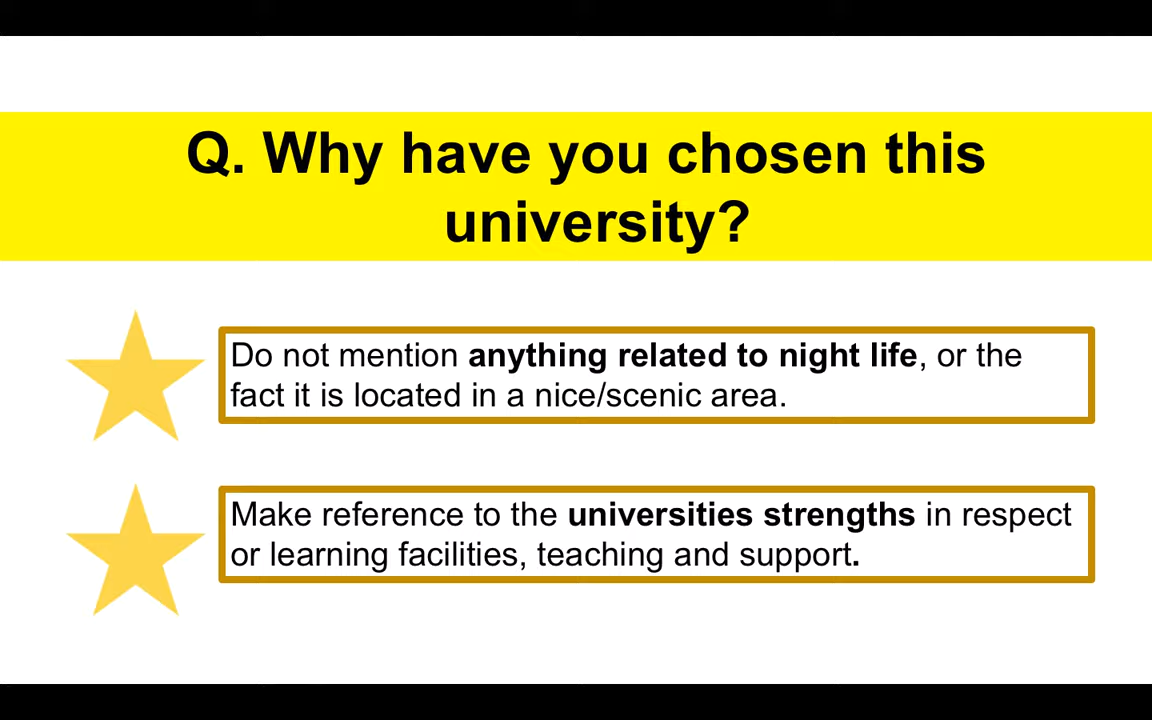 Q. Why have you chosen this
university?
Do not mention anything related to night life, or the
fact it is located in a nice/scenic area.
Make reference to the universities strengths in respect
or learning facilities, teaching and support.